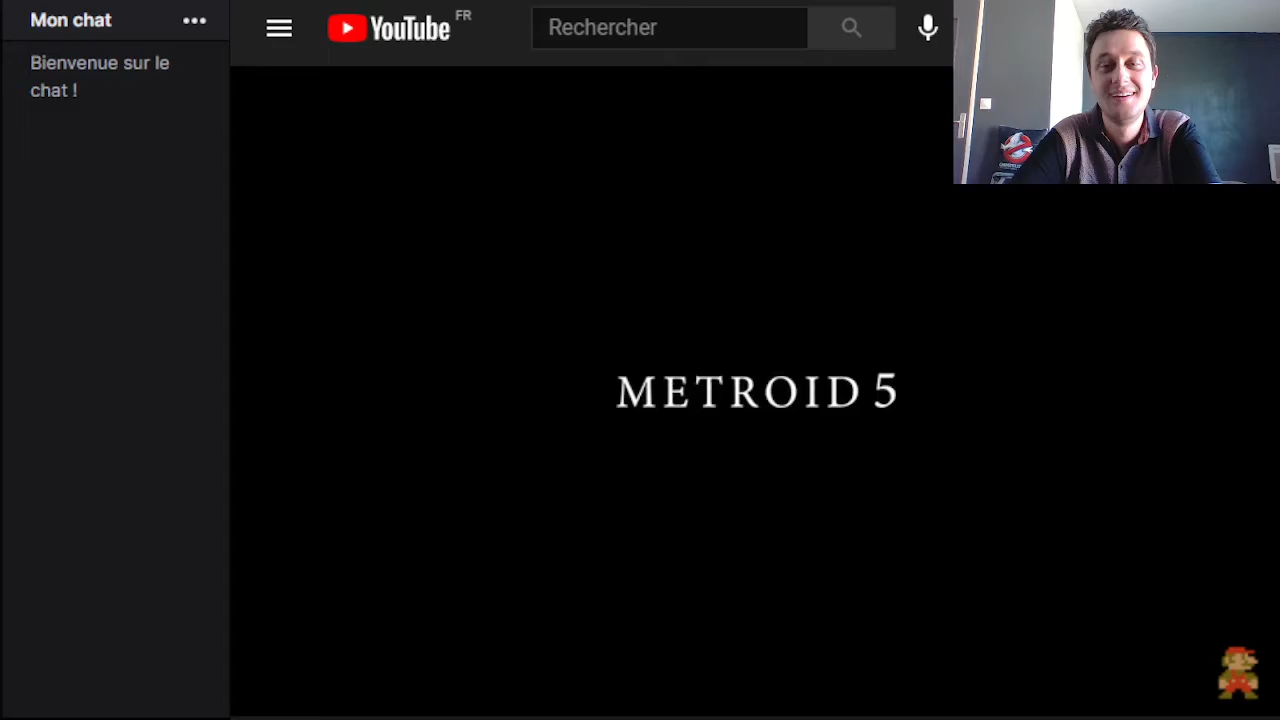 Mon chat
Bienvenue sur le
chat !
YouTube FR
Rechercher
METROID 5